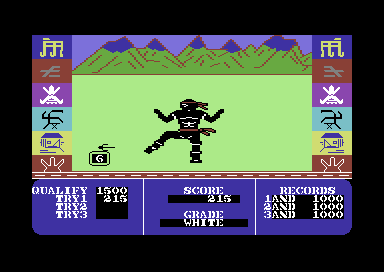 G
QUALIFY 1500
TRY1 215
TRY2
TRY3
SCORE
215
GRADE
WHITE
RECORDS
1AND 1000
2AND 1000
3AND 1000